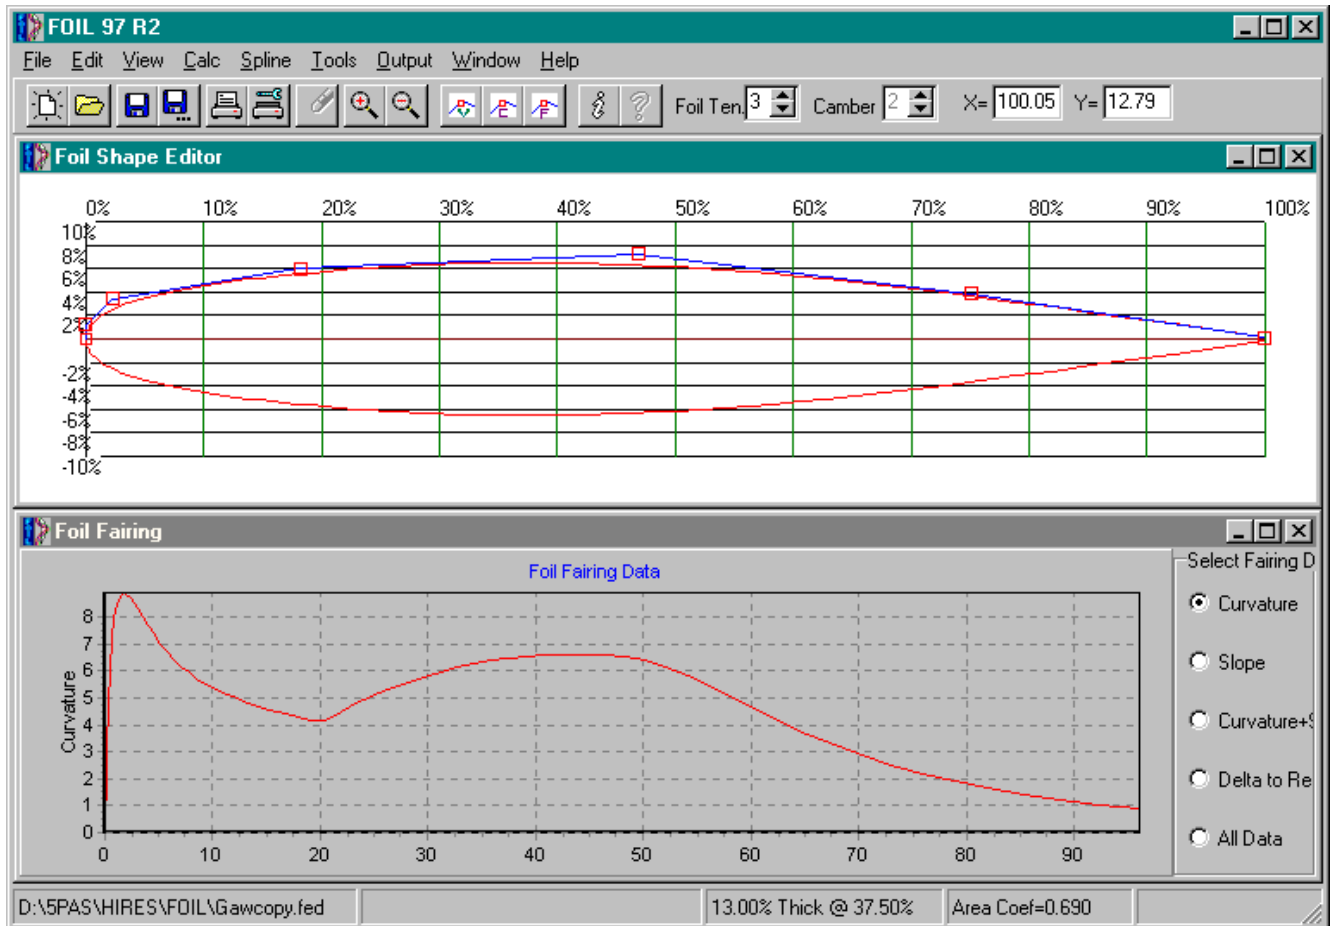 FOIL 97 R2
File Edit View Calc Spline Tools Output Window Help
Foil Ten. 3 Camber 2 X= 100.05 Y= 12.79
Foil Shape Editor
0% 10% 20% 30% 40% 50% 60% 70% 80% 90% 100%
10%
8%
6%
4%
2%
-2%
-4%
-6%
-8%
-10%
Foil Fairing
Foil Fairing Data
Select Fairing D
Curvature
Slope
Curvature+S
Delta to Re
All Data
Curvature
8
7
6
5
4
3
2
1
0
0 10 20 30 40 50 60 70 80 90
D:\5PAS\HIRES\FOIL\Gawcopy.fed 13.00% Thick @ 37.50% Area Coef=0.690